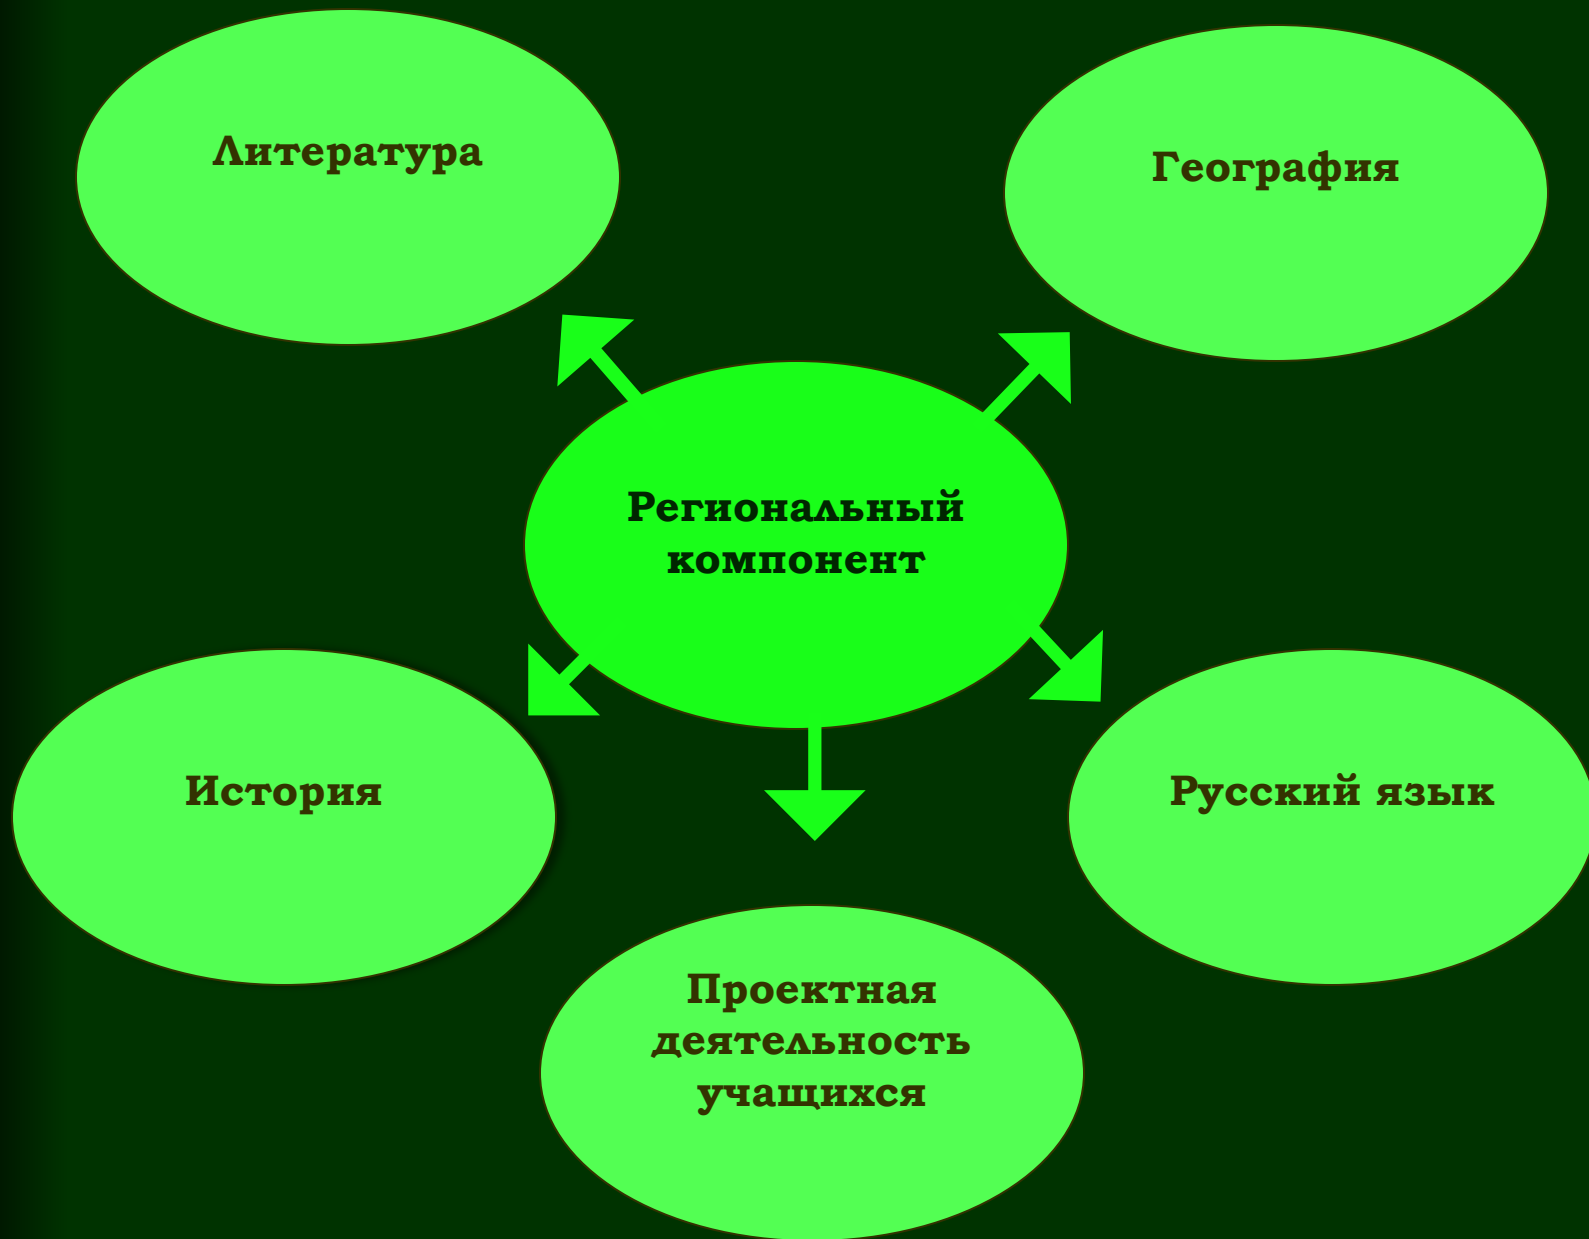 Литература
География
Региональный
компонент
История
Русский язык
Проектная
деятельность
учащихся